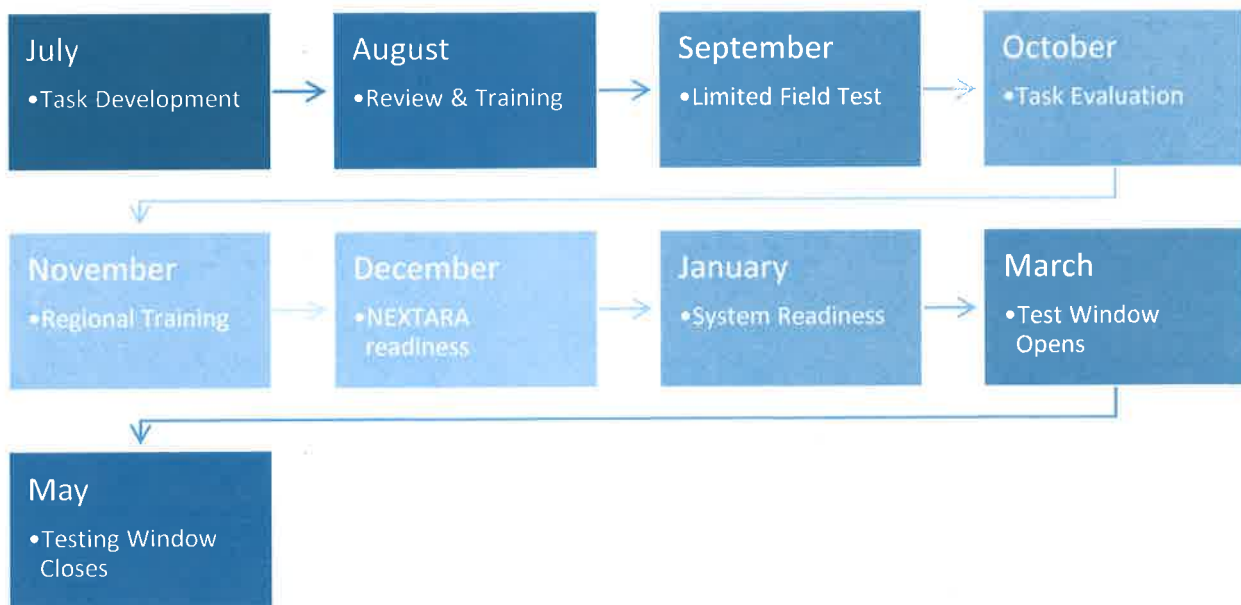 July
•Task Development
August
•Review & Training
September
•Limited Field Test
October
•Task Evaluation
November
•Regional Training
December
•NEXTARA
readiness
January
•System Readiness
March
•Test Window
Opens
May
•Testing Window
Closes